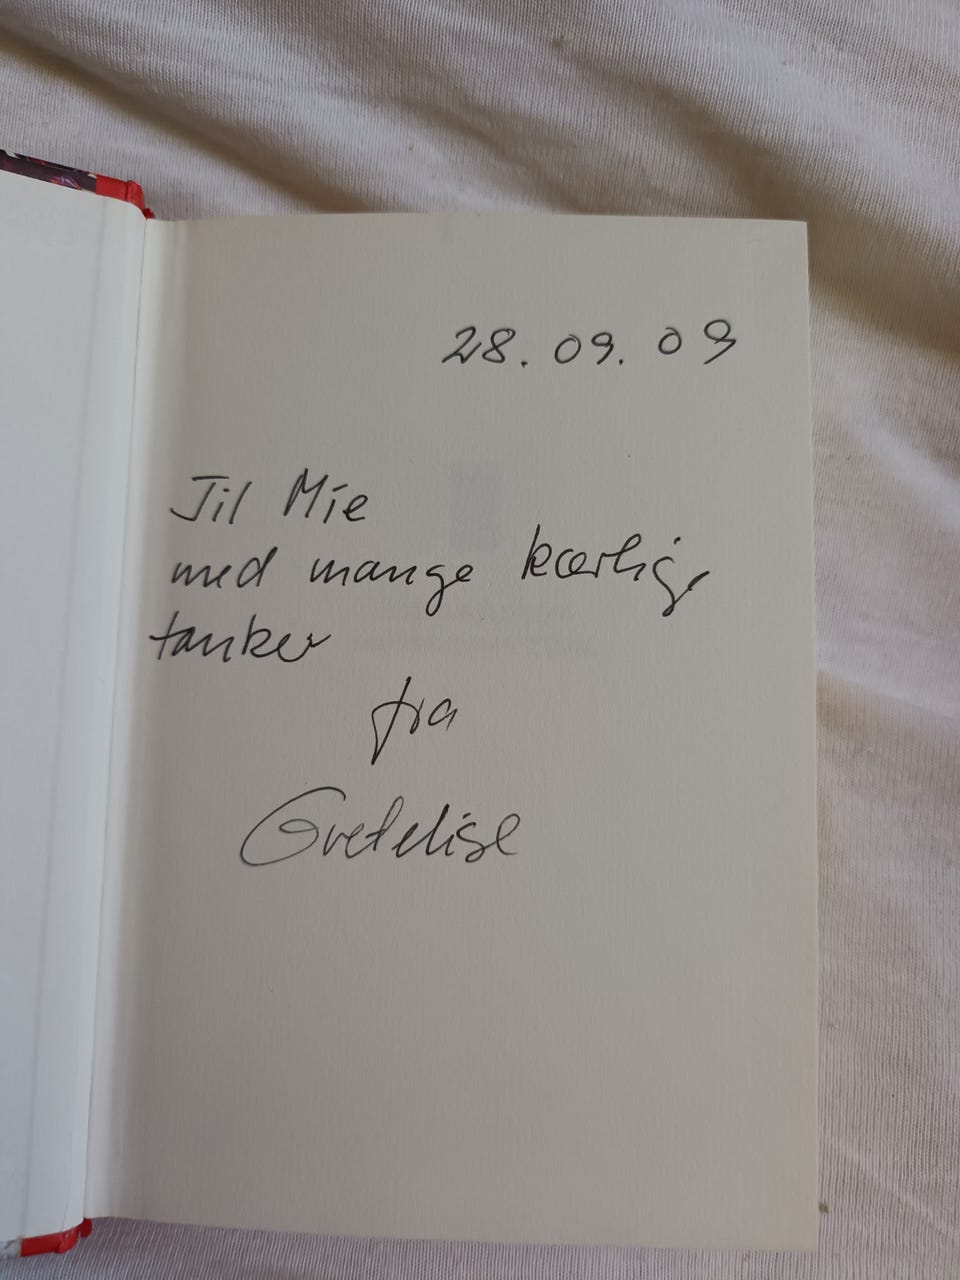 28.09.09
Til Mie
med mange kærlige
tanker
fra
Gretelise